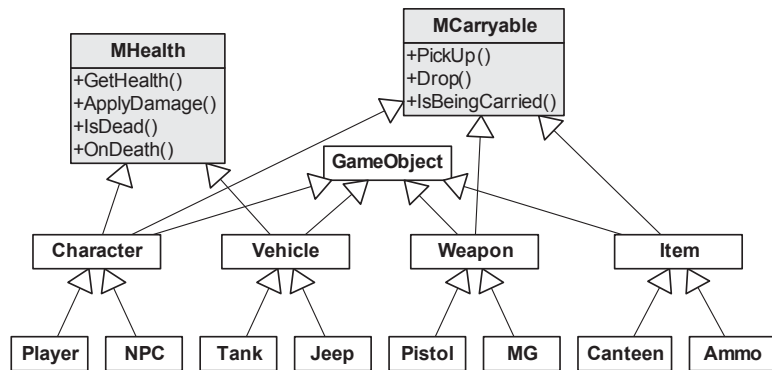 MHealth
+GetHealth()
+ApplyDamage()
+IsDead()
+OnDeath()
MCarryable
+PickUp()
+Drop()
+IsBeingCarried()
GameObject
Character
Vehicle
Weapon
Item
Player
NPC
Tank
Jeep
Pistol
MG
Canteen
Ammo